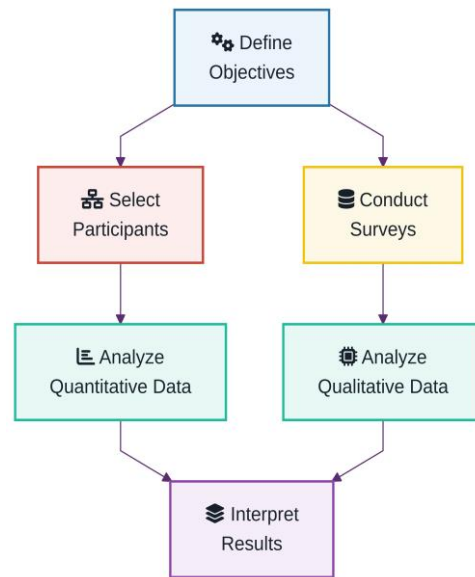 Define
Objectives
Select
Participants
Conduct
Surveys
Analyze
Quantitative Data
Analyze
Qualitative Data
Interpret
Results